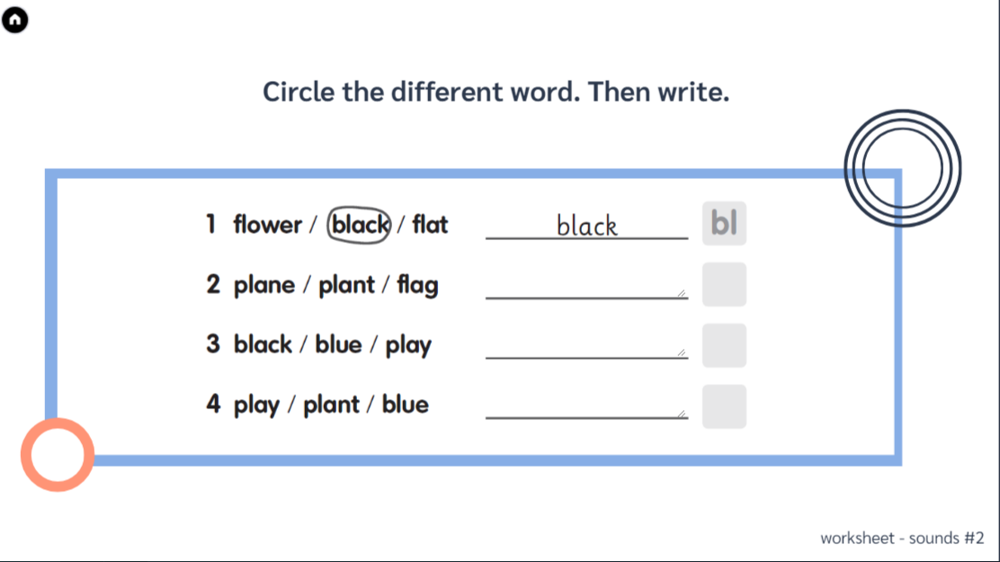 Circle the different word. Then write.
1 flower / black / flat black bl
2 plane / plant / flag
3 black / blue / play
4 play / plant / blue
worksheet - sounds #2